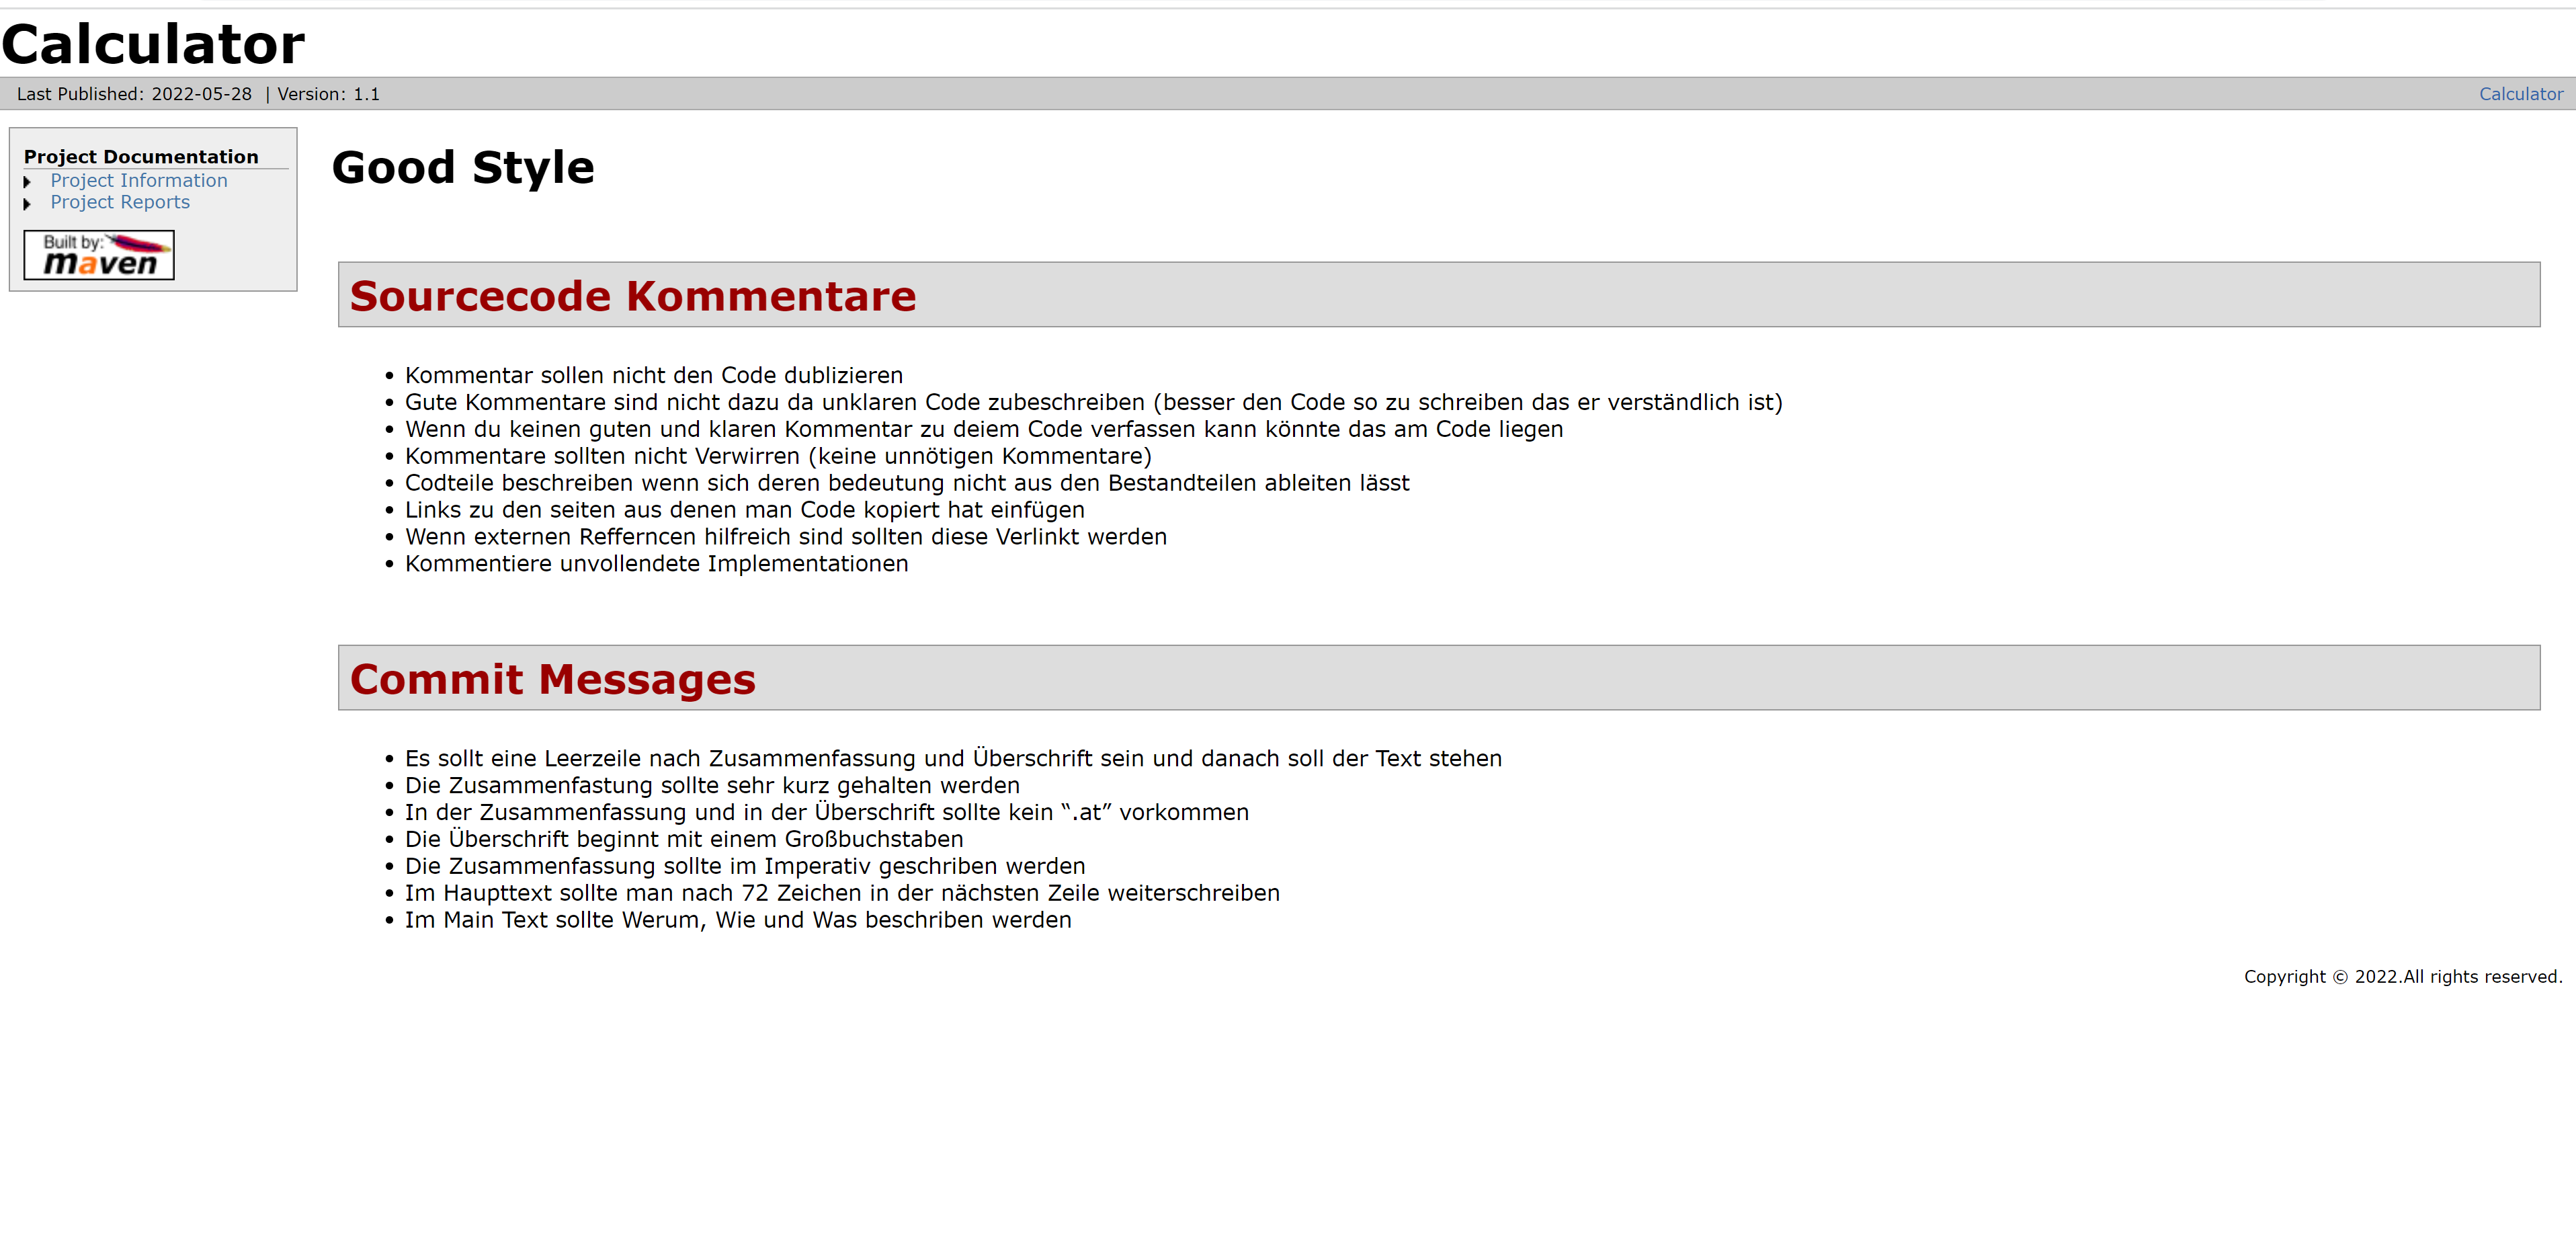 Calculator
Last Published: 2022-05-28 | Version: 1.1
Calculator
Project Documentation
Project Information
Project Reports
Built by:
maven
Good Style
Sourcecode Kommentare
• Kommentar sollen nicht den Code dublizieren
• Gute Kommentare sind nicht dazu da unklaren Code zubeschreiben (besser den Code so zu schreiben das er verständlich ist)
• Wenn du keinen guten und klaren Kommentar zu deiem Code verfassen kann könnte das am Code liegen
• Kommentare sollten nicht Verwirren (keine unnötigen Kommentare)
• Codteile beschreiben wenn sich deren bedeutung nicht aus den Bestandteilen ableiten lässt
• Links zu den seiten aus denen man Code kopiert hat einfügen
• Wenn externen Refferncen hilfreich sind sollten diese Verlinkt werden
• Kommentiere unvollendete Implementationen
Commit Messages
• Es sollt eine Leerzeile nach Zusammenfassung und Überschrift sein und danach soll der Text stehen
• Die Zusammenfastung sollte sehr kurz gehalten werden
• In der Zusammenfassung und in der Überschrift sollte kein “.at” vorkommen
• Die Überschrift beginnt mit einem Großbuchstaben
• Die Zusammenfassung sollte im Imperativ geschriben werden
• Im Haupttext sollte man nach 72 Zeichen in der nächsten Zeile weiterschreiben
• Im Main Text sollte Werum, Wie und Was beschriben werden
Copyright © 2022.All rights reserved.